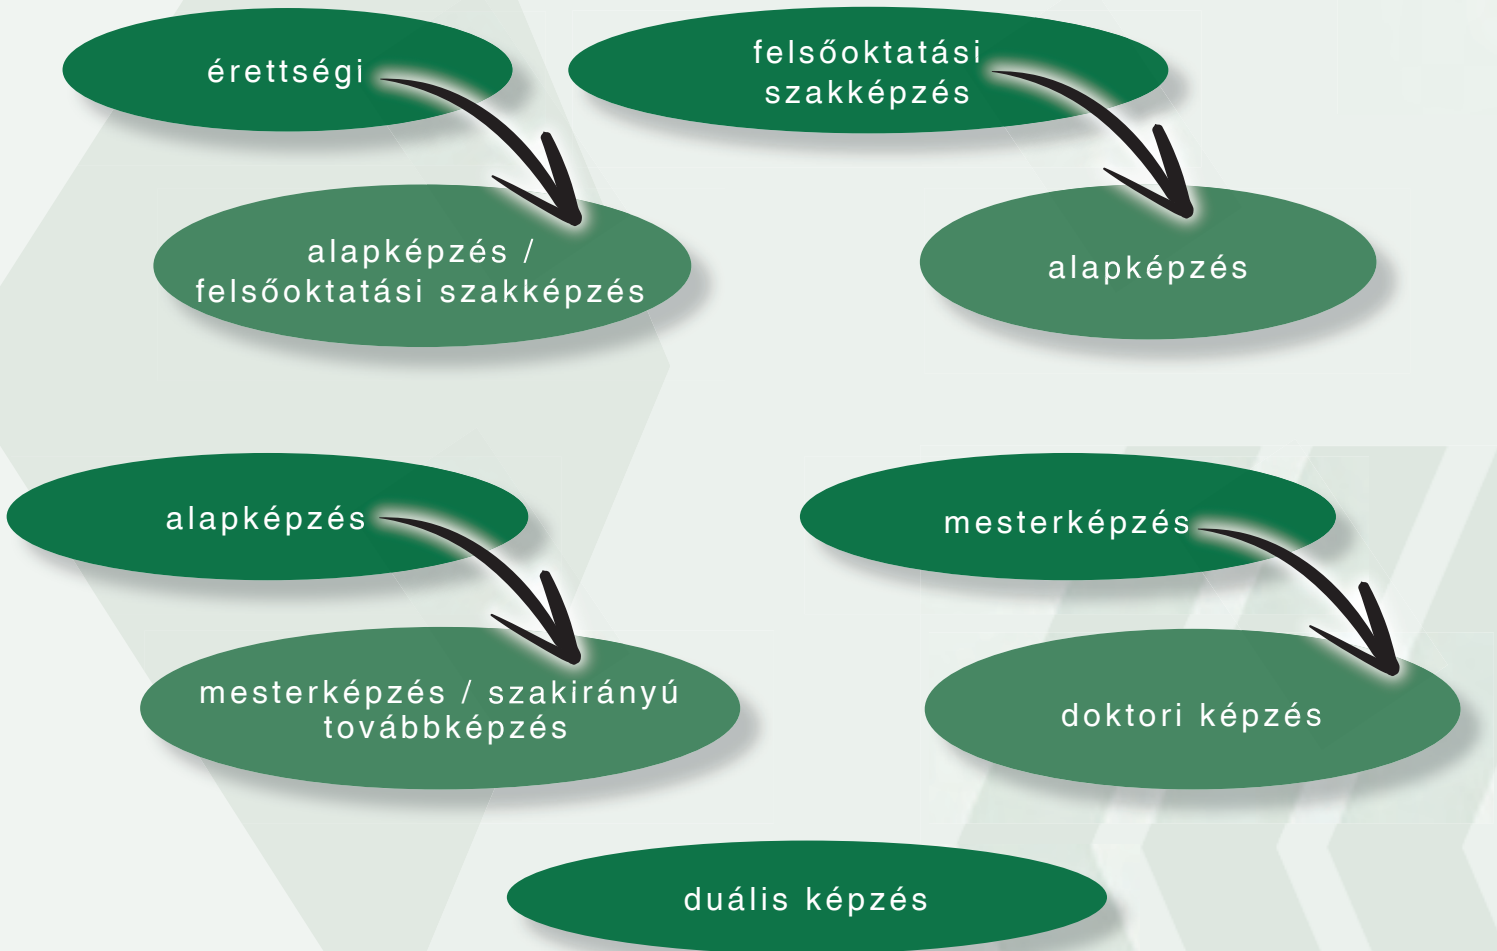 érettségi
felsőoktatási
szakképzés
alapképzés /
felsőoktatási szakképzés
alapképzés
alapképzés
mesterképzés
mesterképzés / szakirányú
továbbképzés
doktori képzés
duális képzés